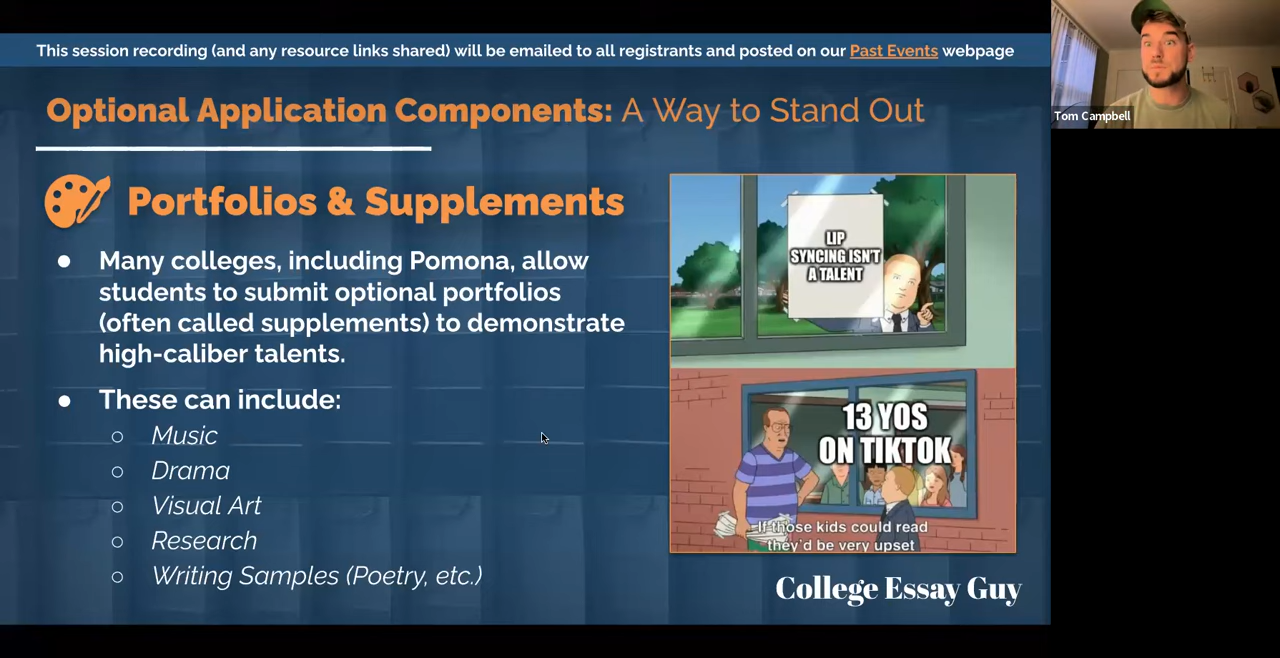 This session recording (and any resource links shared) will be emailed to all registrants and posted on our Past Events webpage
Optional Application Components: A Way to Stand Out
Portfolios & Supplements
● Many colleges, including Pomona, allow
students to submit optional portfolios
(often called supplements) to demonstrate
high-caliber talents.
● These can include:
○ Music
○ Drama
○ Visual Art
○ Research
○ Writing Samples (Poetry, etc.)
LIP
SYNCING ISN'T
A TALENT
13 YOS
ON TIKTOK
If those kids could read
they'd be very upset
College Essay Guy
Tom Campbell